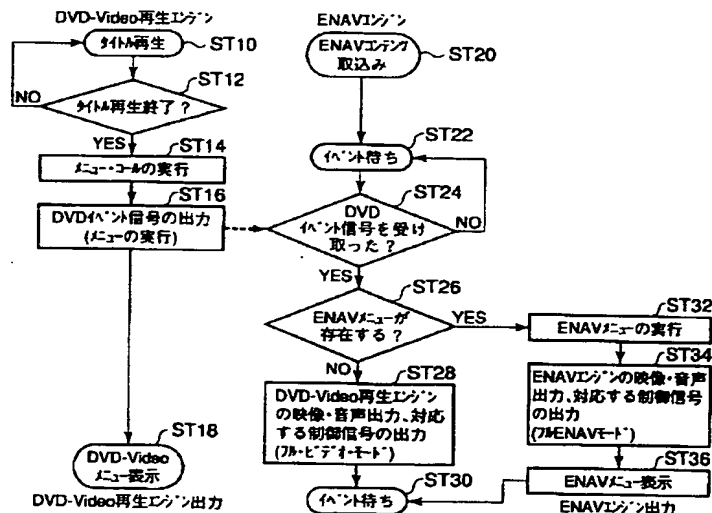 DVD-Video再生エンジン
タイトル再生
ST10
ST12
NO
タイトル再生終了?
YES
ST14
メニュー・コールの実行
ST16
DVDイベント信号の出力
(メニューの実行)
ST18
DVD-Video
メニュー表示
DVD-Video再生エンジン出力
ENAVエンジン
ENAVコンテンツ
取込み
ST20
ST22
イベント待ち
ST24
DVD
イベント信号を受け
取った?
NO
YES
ST26
ENAVメニューが
存在する?
YES
NO
ST28
DVD-Video再生エンジン
の映像・音声出力、対応
する制御信号の出力
(フル・ビデオ・モード)
ST30
イベント待ち
ST32
ENAVメニューの実行
ST34
ENAVエンジンの映像・音声
出力、対応する制御信号
の出力
(フルENAVモード)
ST36
ENAVメニュー表示
ENAVエンジン出力